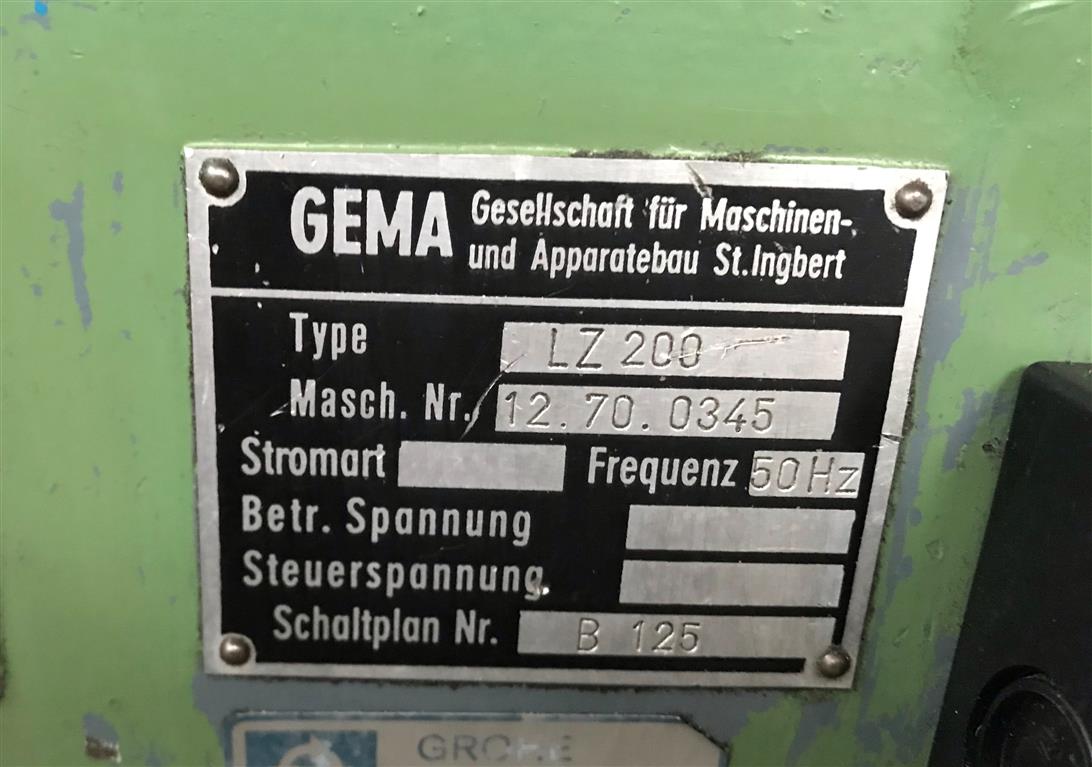 GEMA Gesellschaft für Maschinen-
und Apparatebau St.Ingbert
Type LZ 200
Masch. Nr. 12.70.0345
Stromart Frequenz 50Hz
Betr. Spannung
Steuerspannung
Schaltplan Nr. B 125